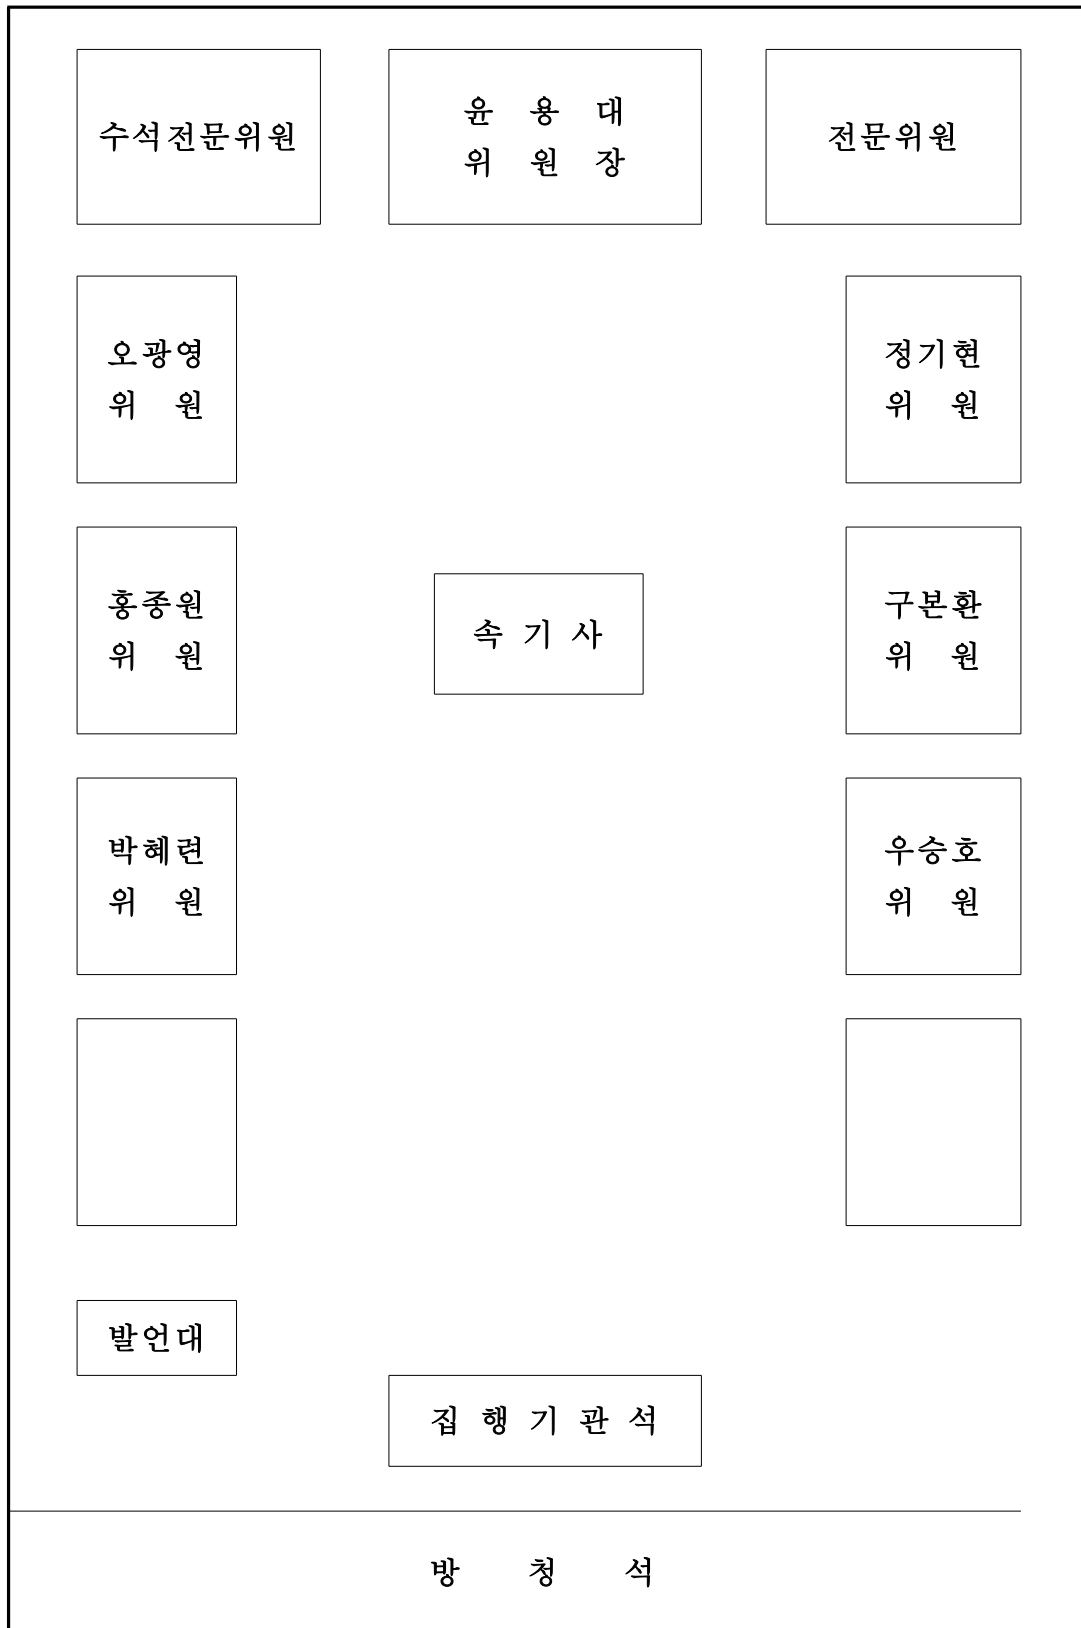 수석전문위원
윤 용 대
위 원 장
전문위원
오광영
위 원
정기현
위 원
홍종원
위 원
속 기 사
구본환
위 원
박혜련
위 원
우승호
위 원
발언대
집 행 기 관 석
방 청 석